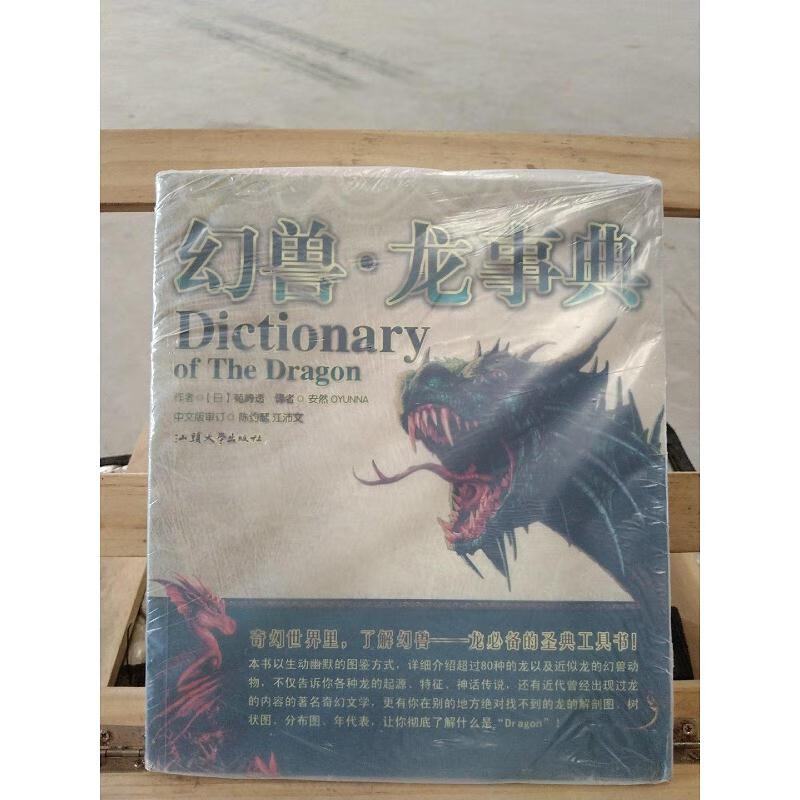 幻兽·龙事典
Dictionary
of The Dragon
作者○【日】苑崎透 译者○安然 OYUNNA
中文版审订○陈灼 江沛文
汕头大学出版社
奇幻世界里，了解幻兽——龙必备的圣典工具书！
本书以生动幽默的图鉴方式，详细介绍超过80种的龙以及近似龙的幻兽动
物，不仅告诉你各种龙的起源、特征、神话传说，还有近代曾经出现过龙
的内容的著名奇幻文学，更有你在别的地方绝对找不到的龙的解剖图、树
状图、分布图、年代表，让你彻底了解什么是“Dragon”！